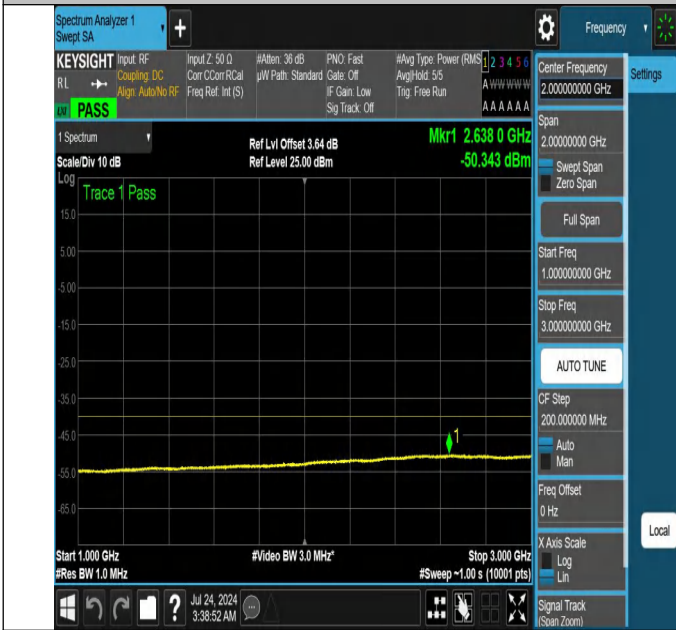 Spectrum Analyzer 1
Swept SA
+
Frequency
KEYSIGHT
RL
PASS
Input: RF
Coupling: DC
Align: Auto/No RF
Input Z: 50 Ω
Corr CCorr RCal
Freq Ref: Int (S)
#Atten: 36 dB
µW Path: Standard
PNO: Fast
Gate: Off
IF Gain: Low
Sig Track: Off
#Avg Type: Power (RMS
Avg|Hold: 5/5
Trig: Free Run
1 2 3 4 5 6
A W W W W W
A A A A A A
1 Spectrum
Scale/Div 10 dB
Log
Ref Lvl Offset 3.64 dB
Ref Level 25.00 dBm
Mkr1 2.638 0 GHz
-50.343 dBm
Trace 1 Pass
15.0
5.00
-5.00
-15.0
-25.0
-35.0
-45.0
-55.0
-65.0
1
Start 1.000 GHz
#Res BW 1.0 MHz
#Video BW 3.0 MHz*
Stop 3.000 GHz
#Sweep ~1.00 s (10001 pts)
Jul 24, 2024
3:38:52 AM
?
Center Frequency
2.000000000 GHz
Settings
Span
2.00000000 GHz
Swept Span
Zero Span
Full Span
Start Freq
1.000000000 GHz
Stop Freq
3.000000000 GHz
AUTO TUNE
CF Step
200.000000 MHz
Auto
Man
Freq Offset
0 Hz
X Axis Scale
Log
Lin
Local
Signal Track
(Span Zoom)